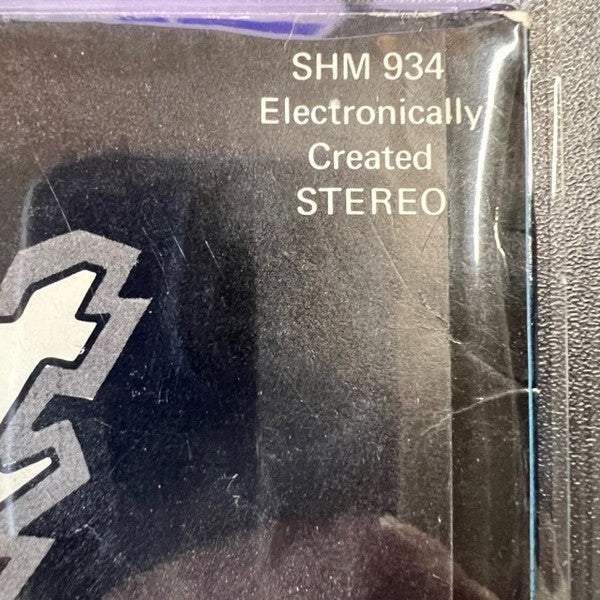 SHM 934
Electronically
Created
STEREO